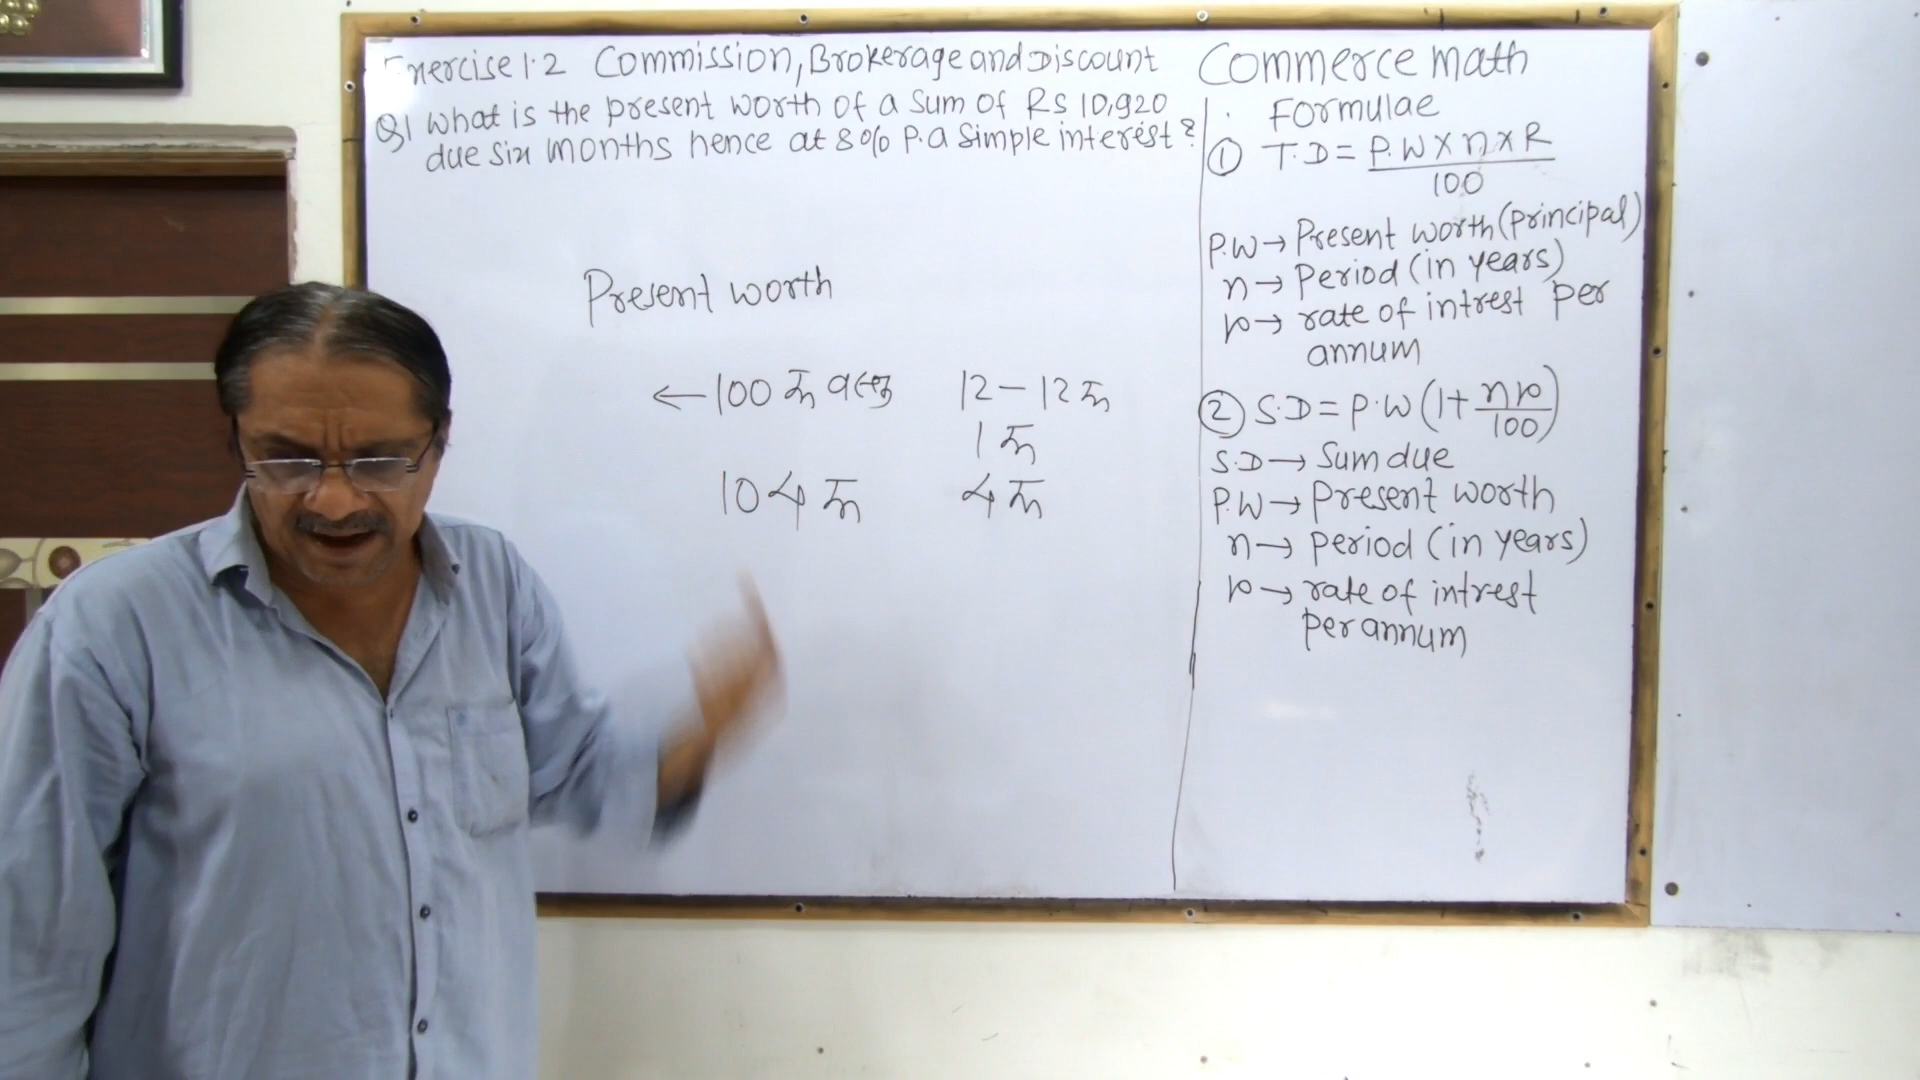 Exercise 1.2 Commission, Brokerage and Discount
Q1 What is the present worth of a sum of Rs 10,920
due six months hence at 8% P.a simple interest?
Present worth
← 100 रु
12 - 12 रु
1 रु
104 रु
4 रु
Commerce math
Formulae
① T.D = P.W x n x R
100
P.W → Present worth (principal)
n → Period (in years)
r → rate of intrest per
annum
② S.D = P.W (1 + nr/100)
S.D → Sum due
P.W → Present worth
n → period (in years)
r → rate of intrest
per annum